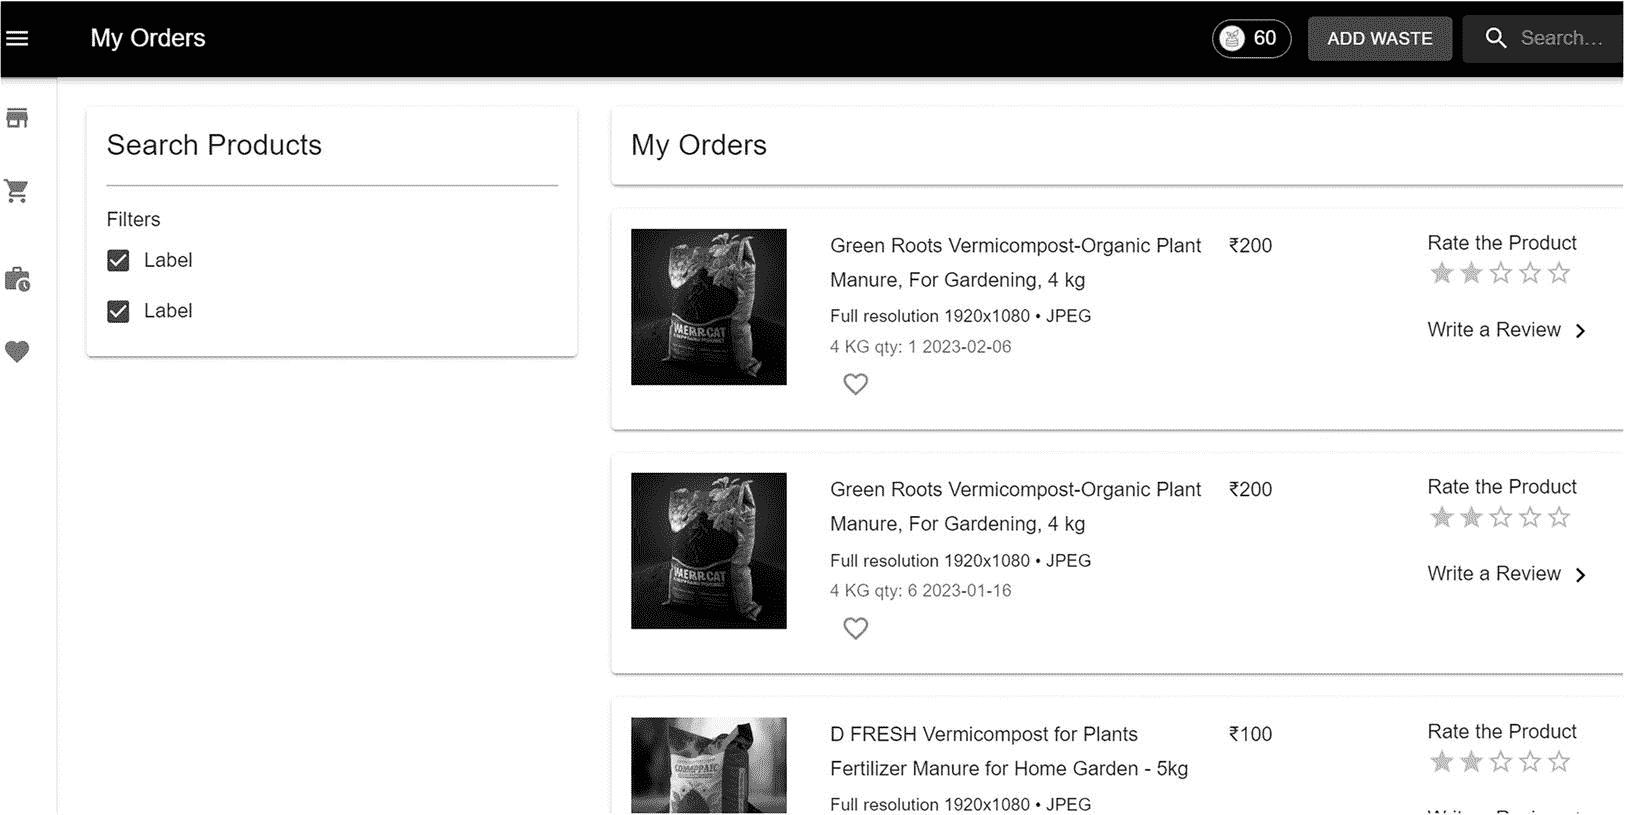 My Orders
60
ADD WASTE
Search...
Search Products
Filters
Label
Label
My Orders
Green Roots Vermicompost-Organic Plant
Manure, For Gardening, 4 kg
Full resolution 1920x1080 • JPEG
4 KG qty: 1 2023-02-06
₹200
Rate the Product
Write a Review
Green Roots Vermicompost-Organic Plant
Manure, For Gardening, 4 kg
Full resolution 1920x1080 • JPEG
4 KG qty: 6 2023-01-16
₹200
Rate the Product
Write a Review
D FRESH Vermicompost for Plants
Fertilizer Manure for Home Garden - 5kg
Full resolution 1920x1080 • JPEG
₹100
Rate the Product